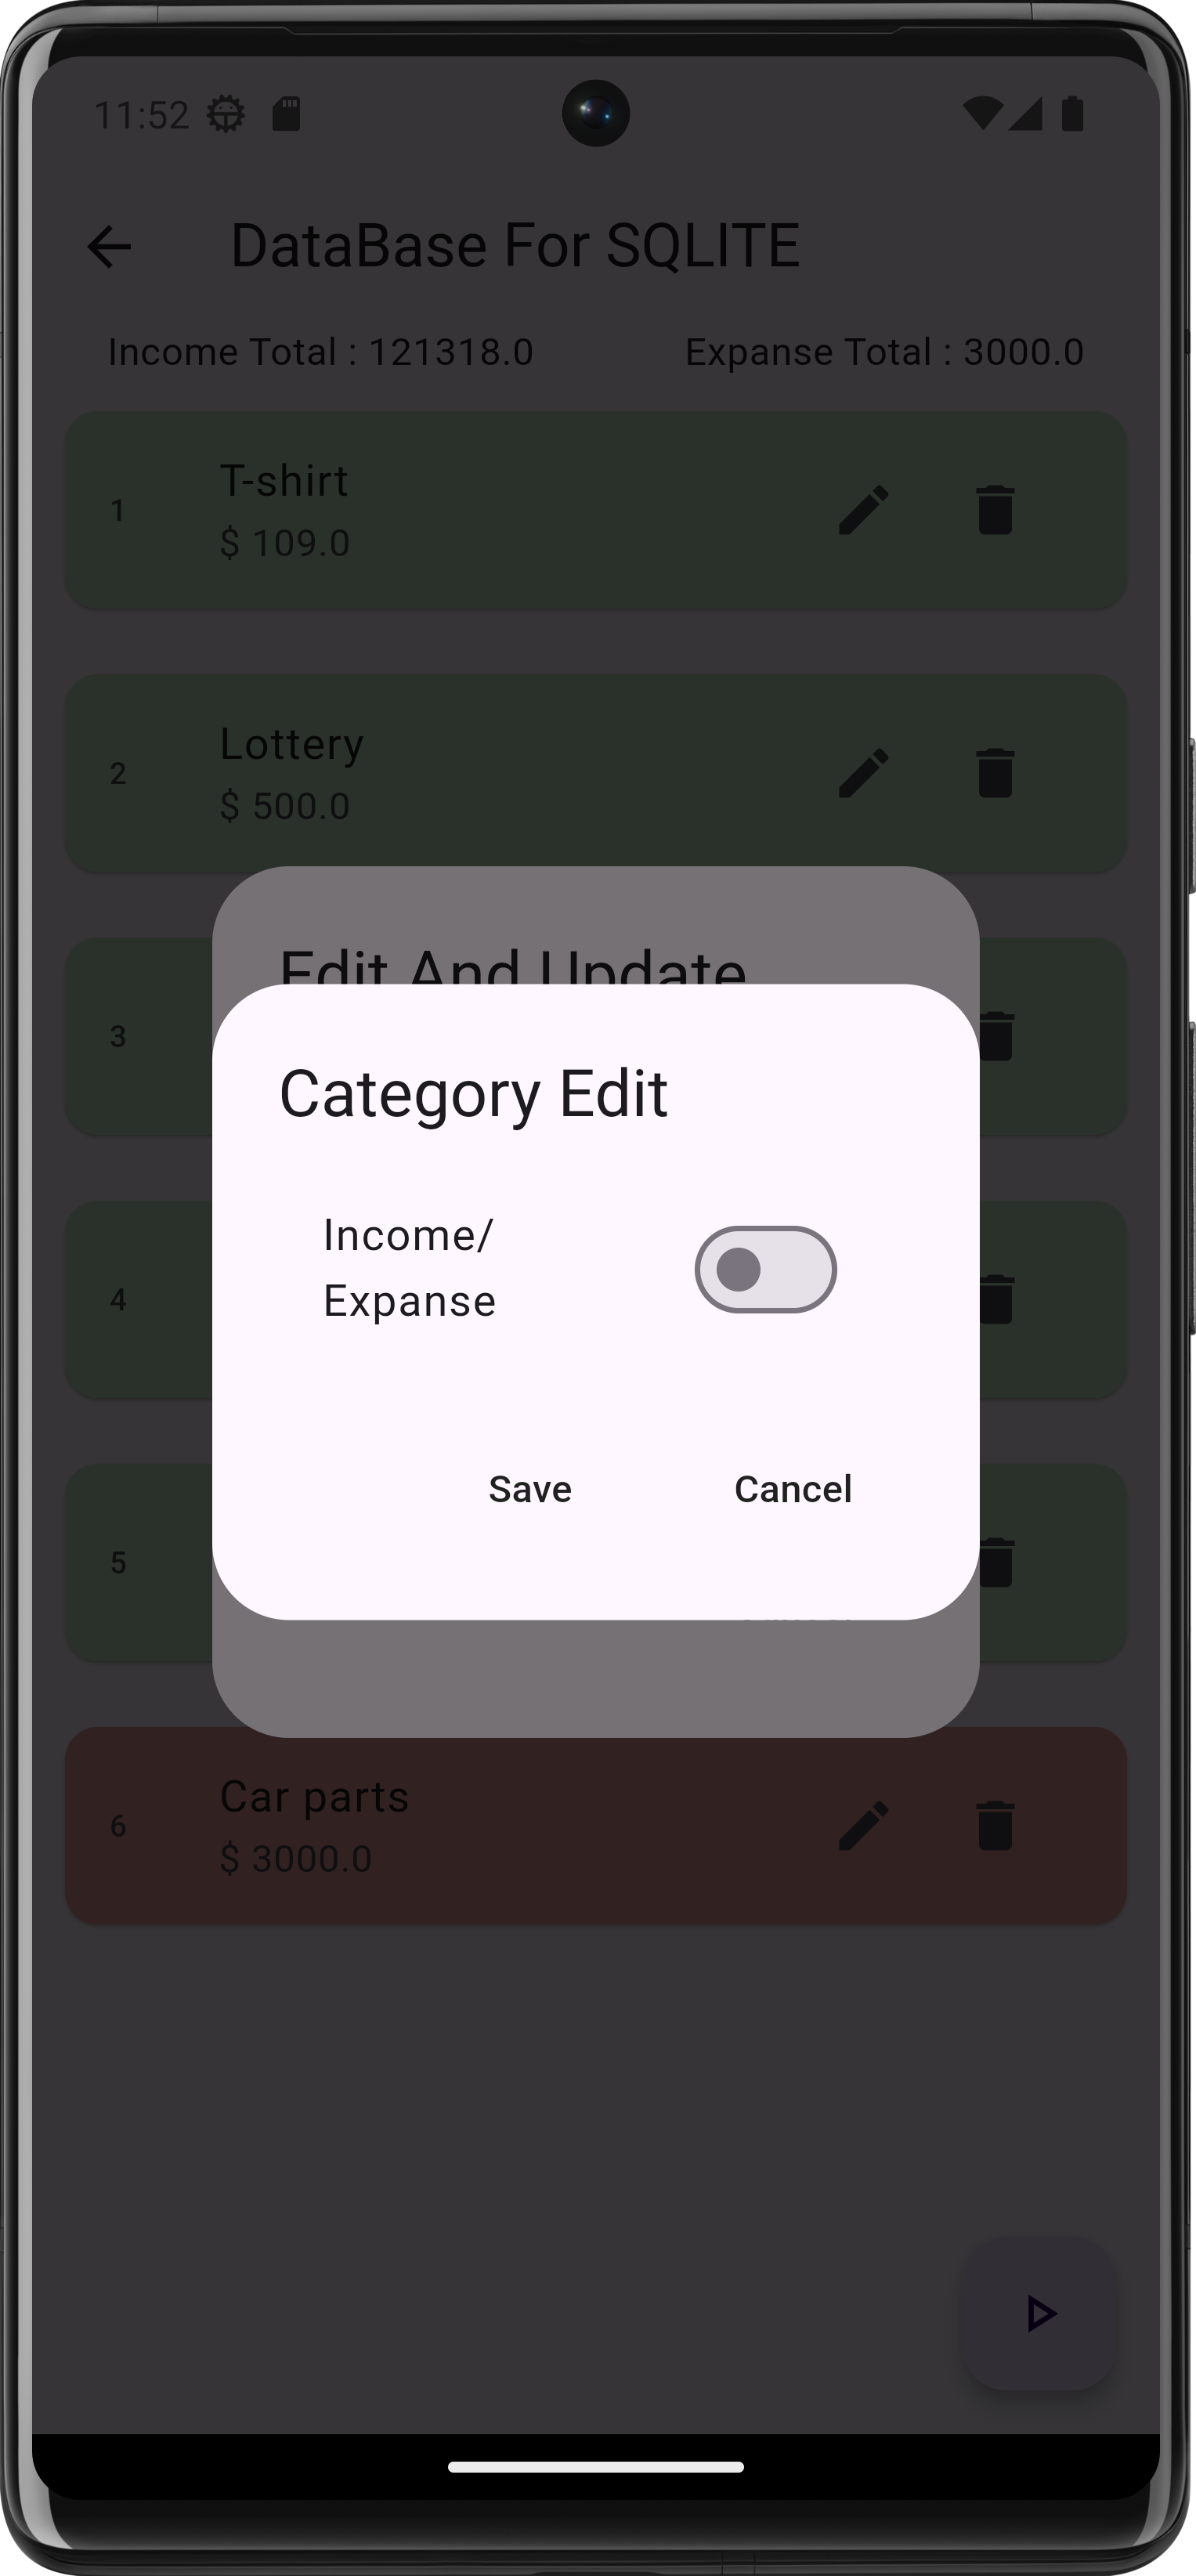 11:52
DataBase For SQLITE
Income Total : 121318.0
Expanse Total : 3000.0
1
T-shirt
$ 109.0
2
Lottery
$ 500.0
Edit And Update
3
Category Edit
Income/
Expanse
4
Save
Cancel
5
6
Car parts
$ 3000.0